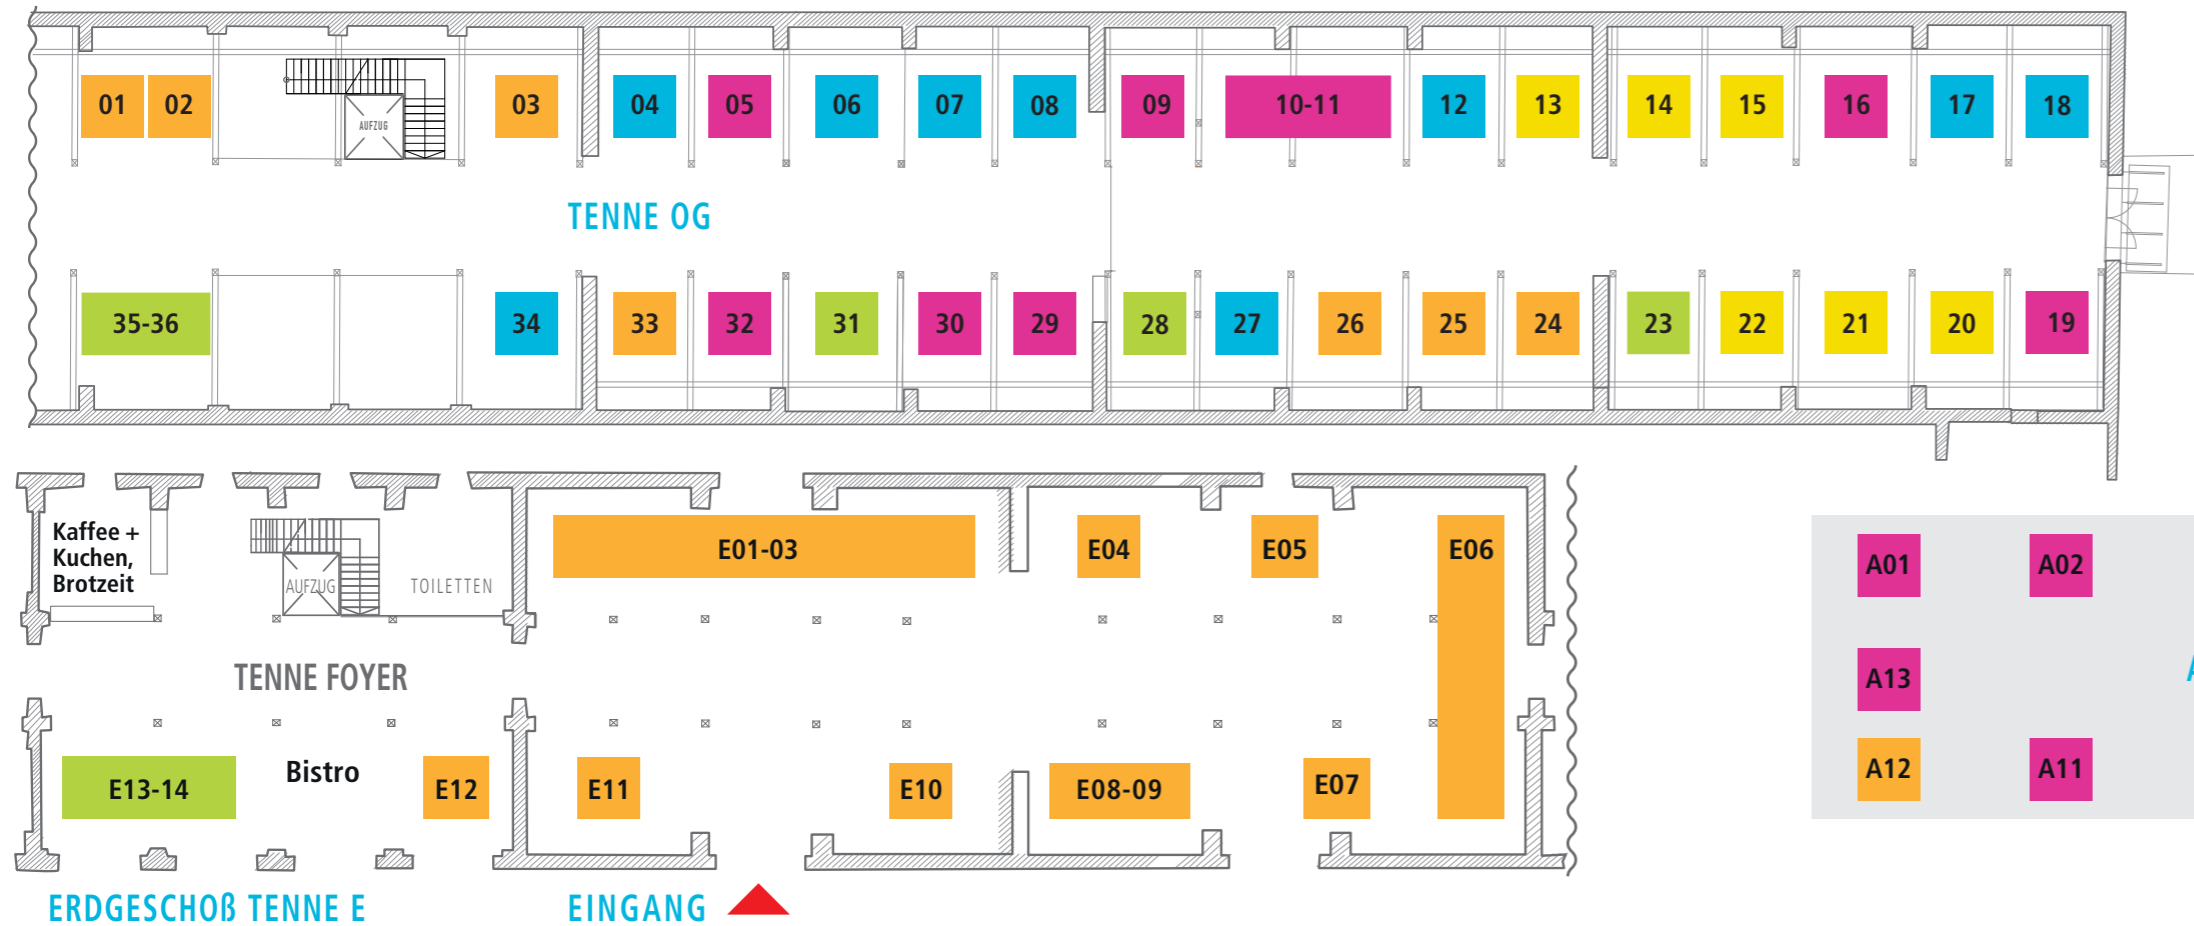 01 02 03 04 05 06 07 08 09 10-11 12 13 14 15 16 17 18
AUFZUG
TENNE OG
35-36 34 33 32 31 30 29 28 27 26 25 24 23 22 21 20 19
Kaffee +
Kuchen,
Brotzeit
AUFZUG
TOILETTEN
E01-03 E04 E05 E06
TENNE FOYER
E13-14
Bistro
E12 E11 E10 E08-09 E07
A01 A02
A13
A12 A11
ERDGESCHOß TENNE E
EINGANG